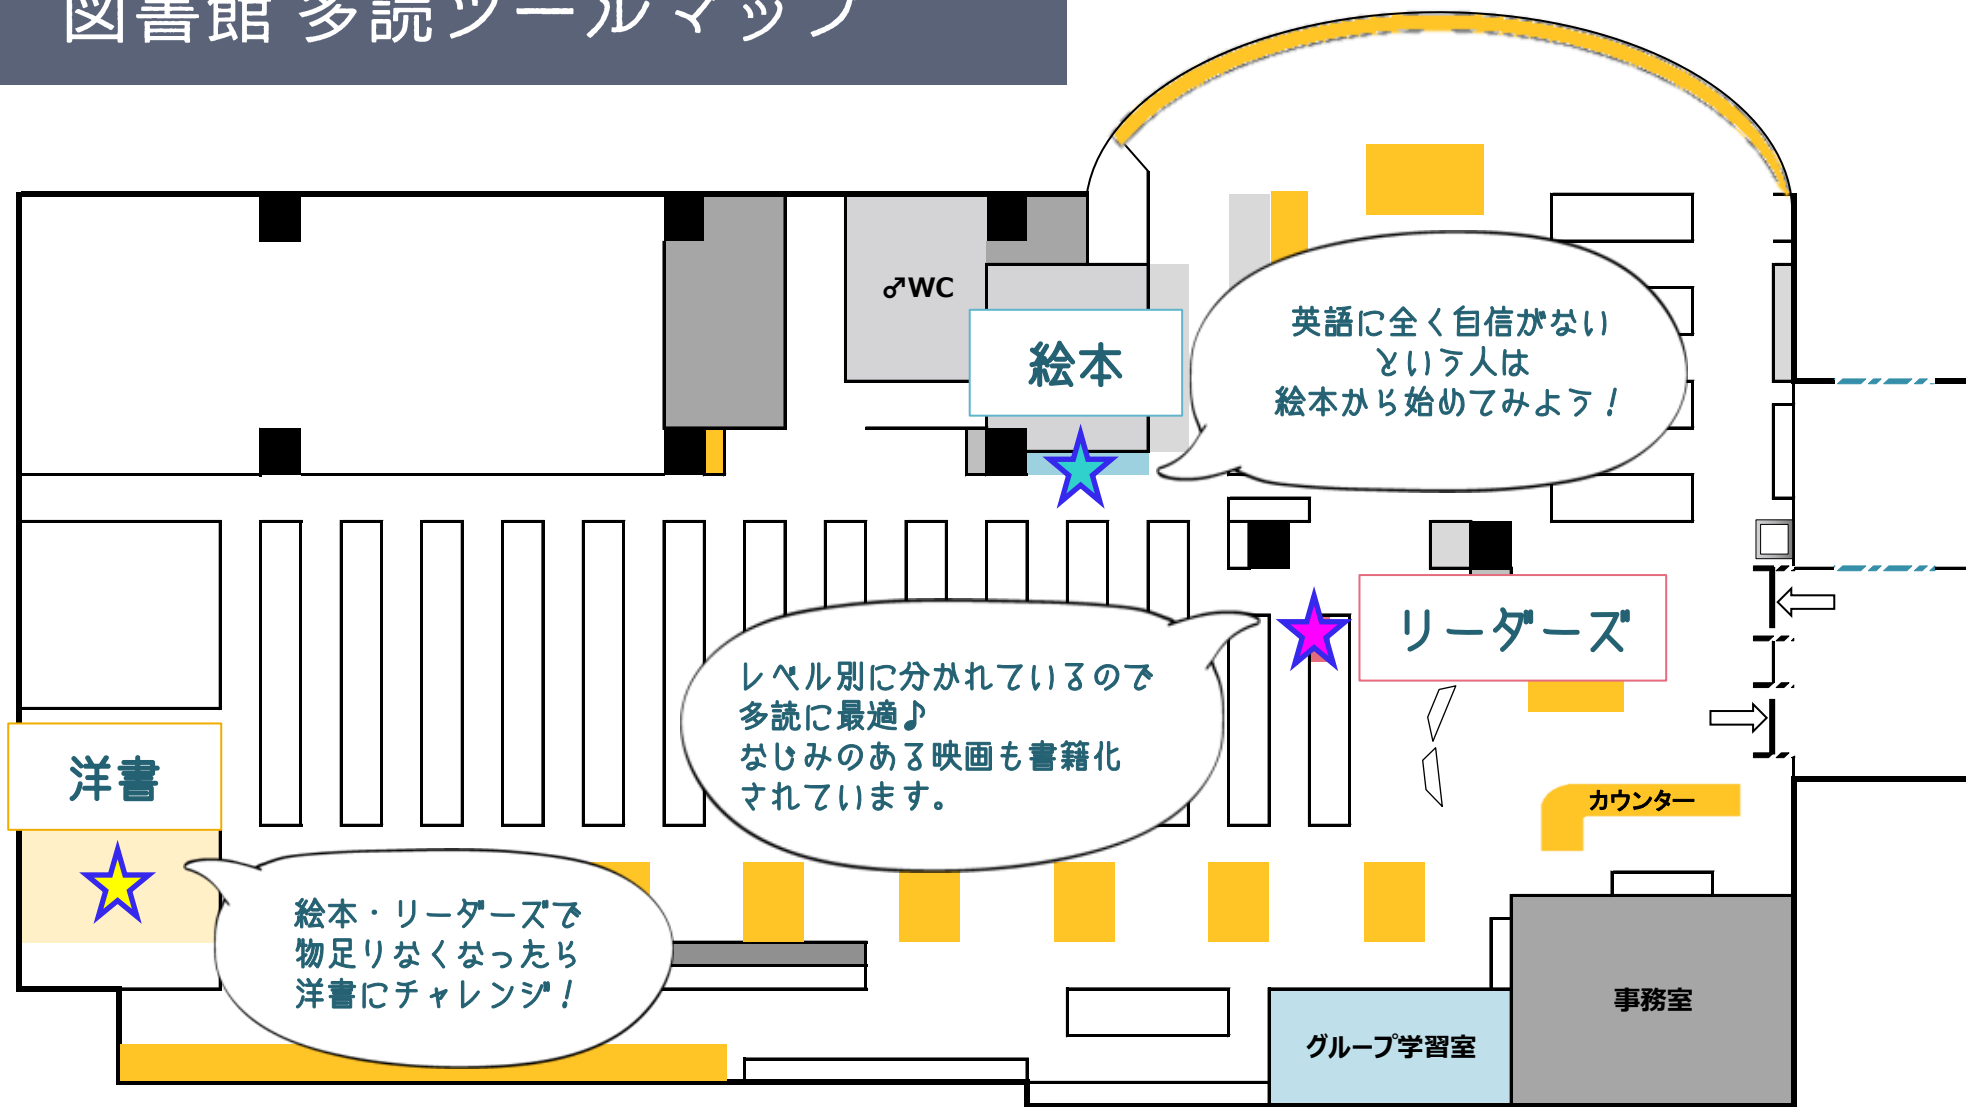 図書館 多読ツールマップ
♂WC
絵本
英語に全く自信がない
という人は
絵本から始めてみよう！
リーダーズ
レベル別に分かれているので
多読に最適♪
なじみのある映画も書籍化
されています。
洋書
カウンター
絵本・リーダーズで
物足りなくなったら
洋書にチャレンジ！
事務室
グループ学習室